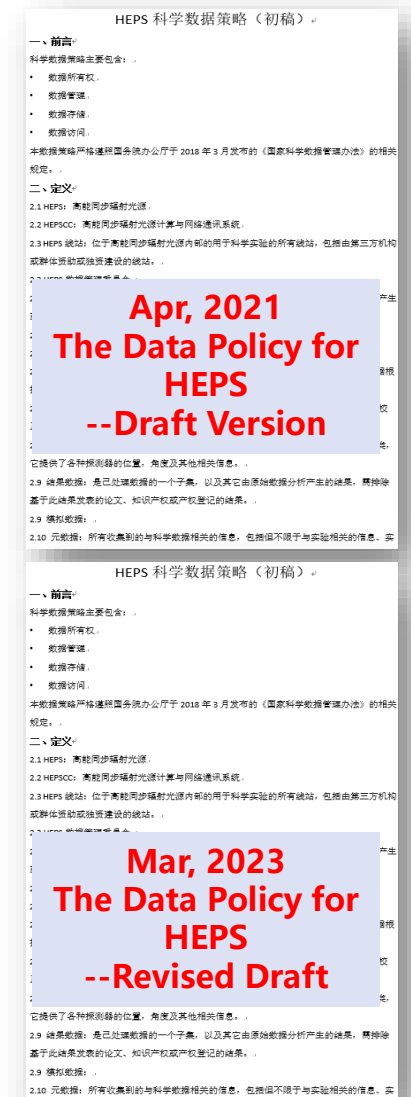 HEPS 科学数据策略（初稿）
一、前言
科学数据策略主要包含：
• 数据所有权
• 数据管理
• 数据存储
• 数据访问
本数据策略严格遵照国务院办公厅于 2018 年 3 月发布的《国家科学数据管理办法》的相关
规定。
二、定义
2.1 HEPS：高能同步辐射光源
2.2 HEPSCC：高能同步辐射光源计算与网络通讯系统
2.3 HEPS 线站：位于高能同步辐射光源内部的用于科学实验的所有线站，包括由第三方机构
或群体资助或独资建设的线站。
产生
Apr, 2021
The Data Policy for
HEPS
--Draft Version
据根
它提供了各种探测器的位置，角度及其他相关信息。
2.9 结果数据：是已处理数据的一个子集，以及其它由原始数据分析产生的结果，需排除
基于此结果发表的论文、知识产权或产权登记的结果。
2.9 模拟数据：
2.10 元数据：所有收集到的与科学数据相关的信息，包括但不限于与实验相关的信息、实
HEPS 科学数据策略（初稿）
一、前言
科学数据策略主要包含：
• 数据所有权
• 数据管理
• 数据存储
• 数据访问
本数据策略严格遵照国务院办公厅于 2018 年 3 月发布的《国家科学数据管理办法》的相关
规定。
二、定义
2.1 HEPS：高能同步辐射光源
2.2 HEPSCC：高能同步辐射光源计算与网络通讯系统
2.3 HEPS 线站：位于高能同步辐射光源内部的用于科学实验的所有线站，包括由第三方机构
或群体资助或独资建设的线站。
产生
Mar, 2023
The Data Policy for
HEPS
--Revised Draft
据根
它提供了各种探测器的位置，角度及其他相关信息。
2.9 结果数据：是已处理数据的一个子集，以及其它由原始数据分析产生的结果，需排除
基于此结果发表的论文、知识产权或产权登记的结果。
2.9 模拟数据：
2.10 元数据：所有收集到的与科学数据相关的信息，包括但不限于与实验相关的信息、实